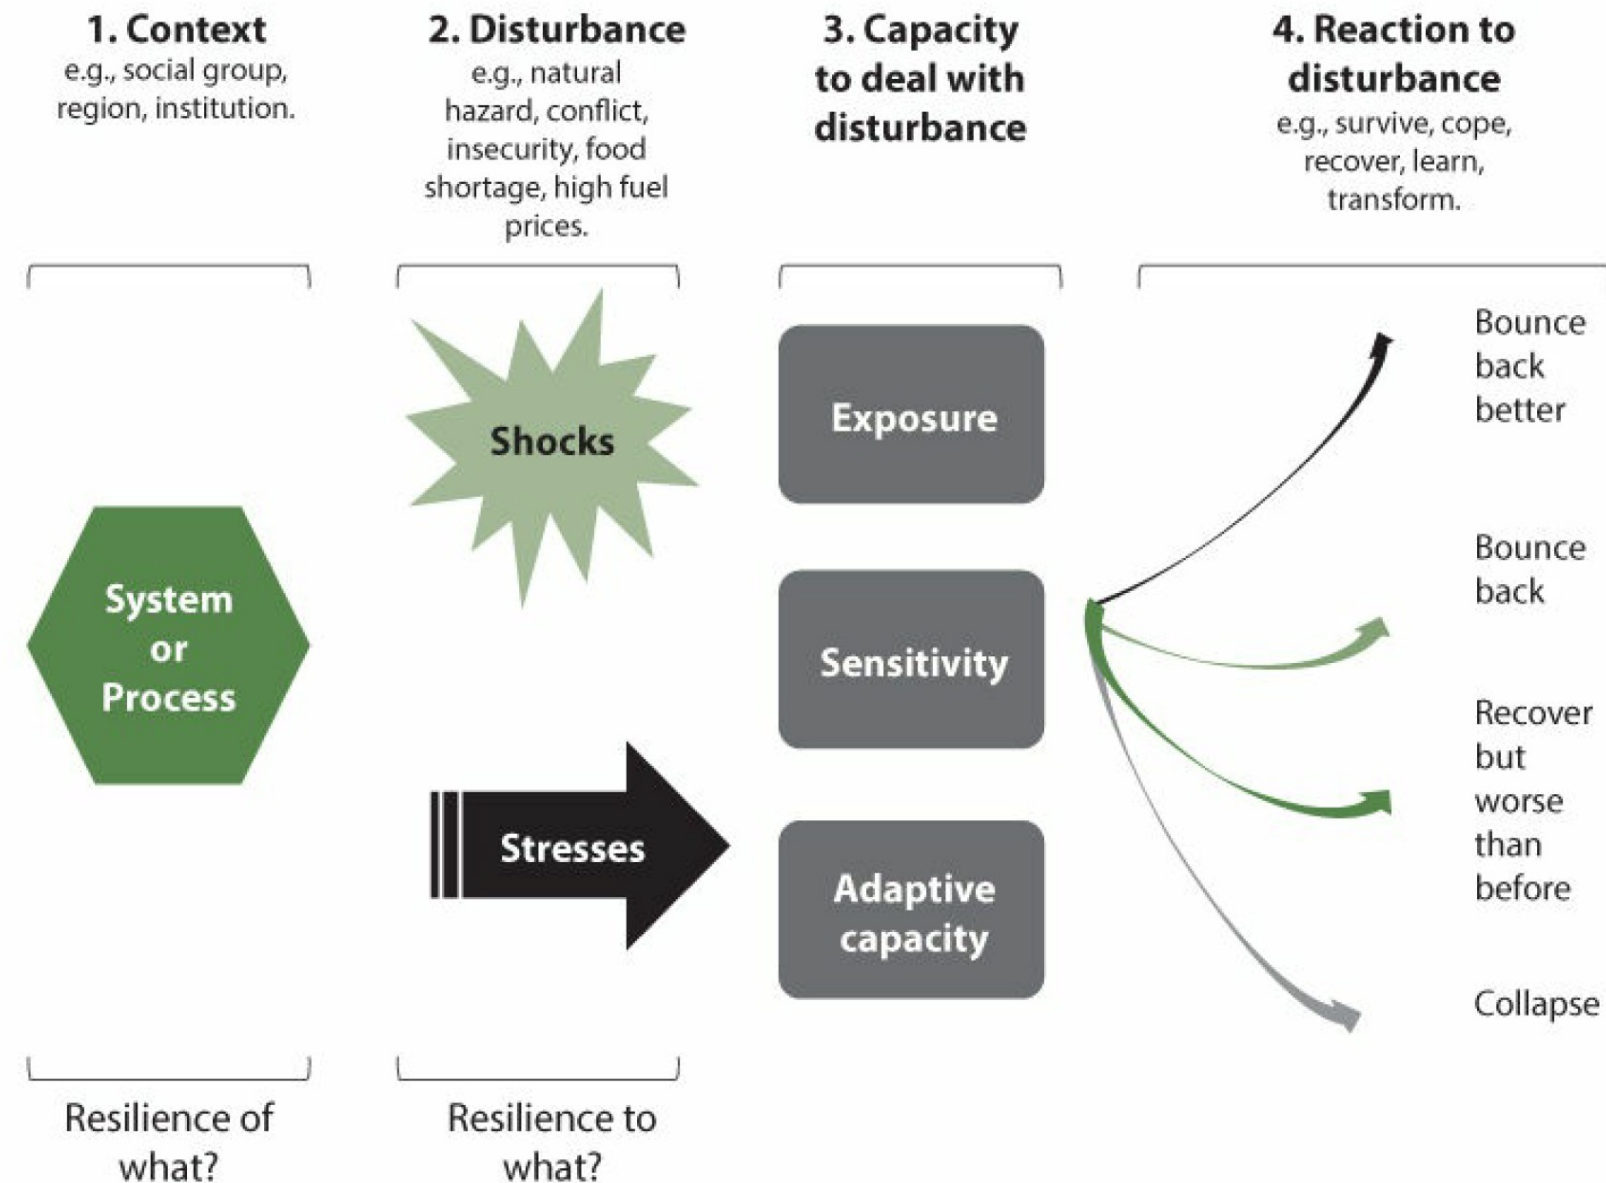 1. Context
e.g., social group,
region, institution.
2. Disturbance
e.g., natural
hazard, conflict,
insecurity, food
shortage, high fuel
prices.
3. Capacity
to deal with
disturbance
4. Reaction to
disturbance
e.g., survive, cope,
recover, learn,
transform.
System
or
Process
Shocks
Stresses
Exposure
Sensitivity
Adaptive
capacity
Bounce
back
better
Bounce
back
Recover
but
worse
than
before
Collapse
Resilience of
what?
Resilience to
what?